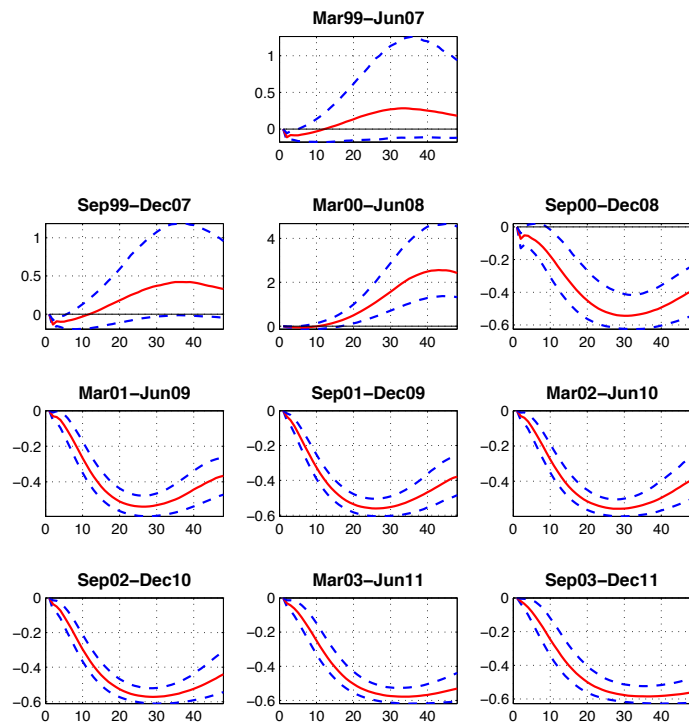 Mar99−Jun07
1
0.5
0
0 10 20 30 40
Sep99−Dec07 Mar00−Jun08 Sep00−Dec08
1 4 0
0.5 2 −0.2
−0.4
0 0 −0.6
0 10 20 30 40 0 10 20 30 40 0 10 20 30 40
Mar01−Jun09 Sep01−Dec09 Mar02−Jun10
0 0 0
−0.2 −0.2 −0.2
−0.4 −0.4 −0.4
−0.6
0 10 20 30 40 0 10 20 30 40 0 10 20 30 40
Sep02−Dec10 Mar03−Jun11 Sep03−Dec11
0 0 0
−0.2 −0.2 −0.2
−0.4 −0.4 −0.4
−0.6 −0.6 −0.6
0 10 20 30 40 0 10 20 30 40 0 10 20 30 40